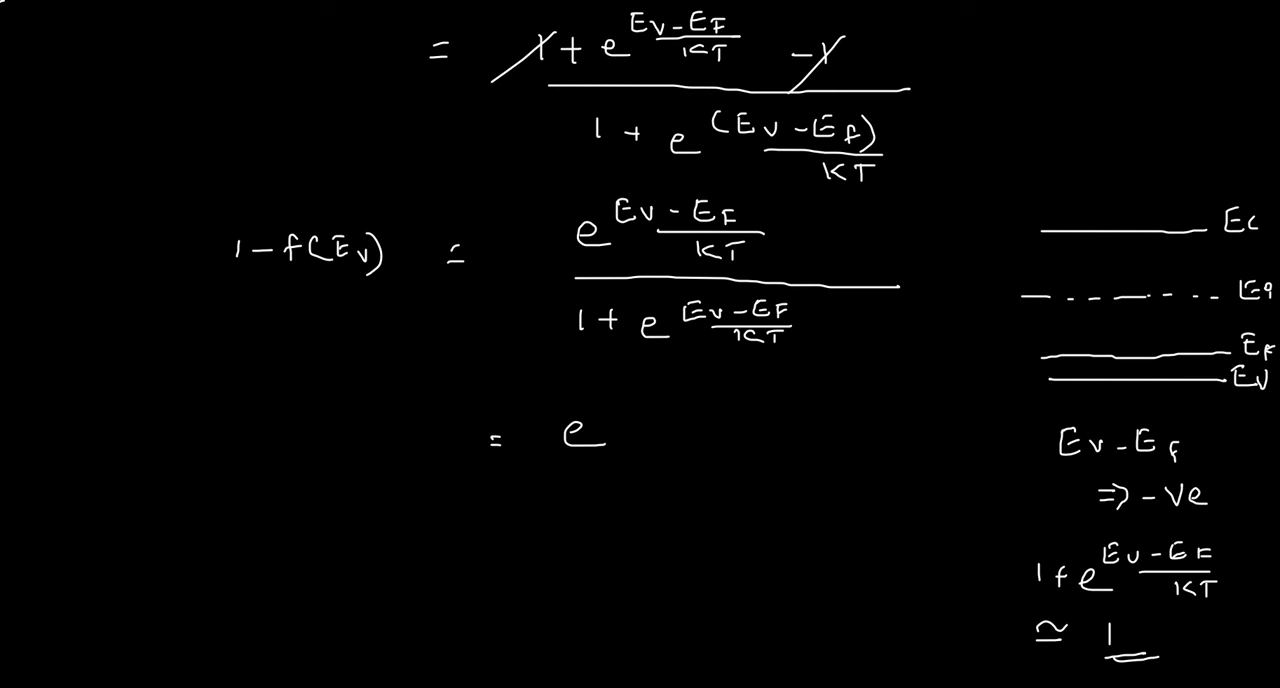 = 1 + e^{(Ev-EF)/KT} - 1
1 + e^{(Ev-Ef)/KT}
1 - f(Ev) = e^{(Ev-EF)/KT}
1 + e^{(Ev-EF)/KT}
= e
Ec
EF
Ev
Ev - Ef
⇒ -ve
1 + e^{(Ev-EF)/KT}
≅ 1